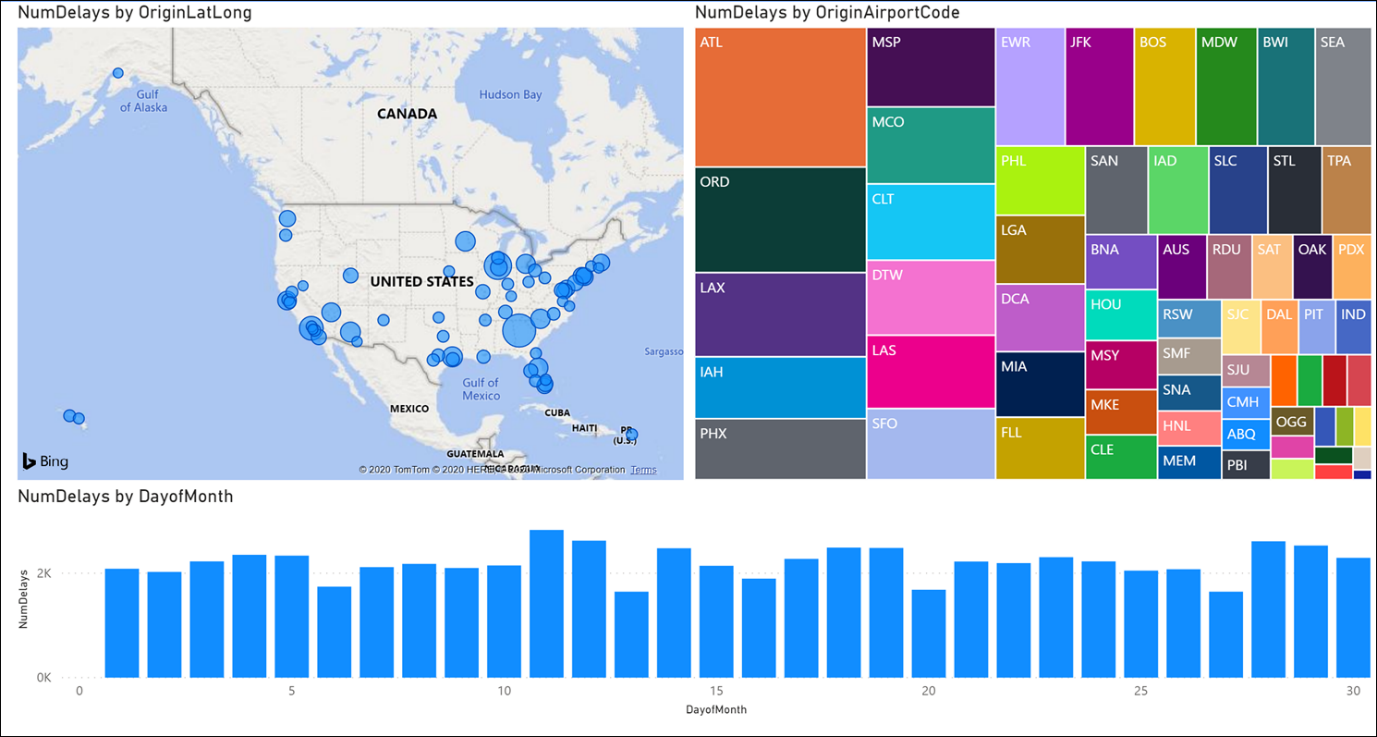 NumDelays by OriginLatLong
Gulf
of Alaska
CANADA
Hudson Bay
UNITED STATES
Sargasso
Gulf of
Mexico
MEXICO
CUBA
HAITI
PR
(U.S.)
GUATEMALA
Bing
© 2020 TomTom © 2020 HERE Microsoft Corporation Terms
NumDelays by OriginAirportCode
ATL
ORD
LAX
IAH
PHX
MSP
MCO
CLT
DTW
LAS
SFO
EWR
JFK
BOS
MDW
BWI
SEA
PHL
LGA
DCA
MIA
FLL
SAN
IAD
SLC
STL
TPA
BNA
HOU
MSY
MKE
CLE
AUS
RDU
SAT
OAK
PDX
RSW
SMF
SNA
HNL
MEM
SJC
DAL
PIT
IND
SJU
CMH
ABQ
PBI
OGG
NumDelays by DayofMonth
NumDelays
2K
0K
0
5
10
15
20
25
30
DayofMonth